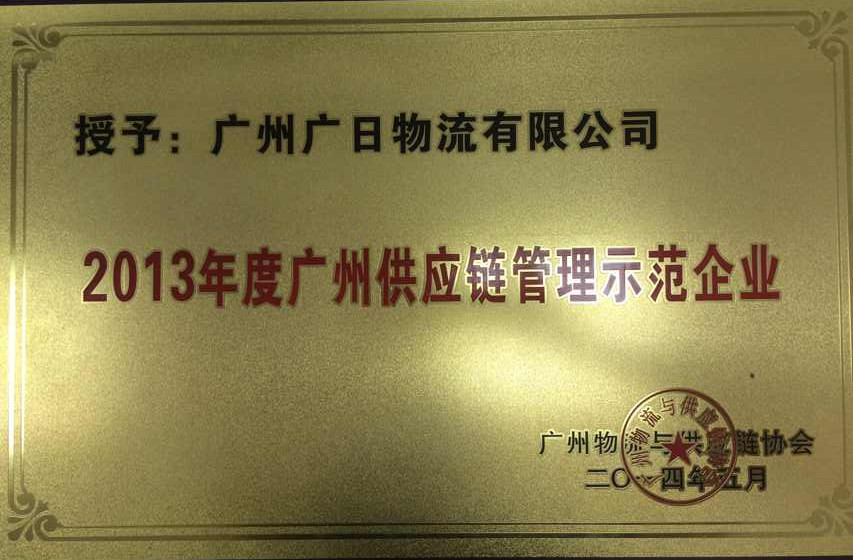 授予：广州广日物流有限公司
2013年度广州供应链管理示范企业
广州物流与供应链协会
二〇一四年五月